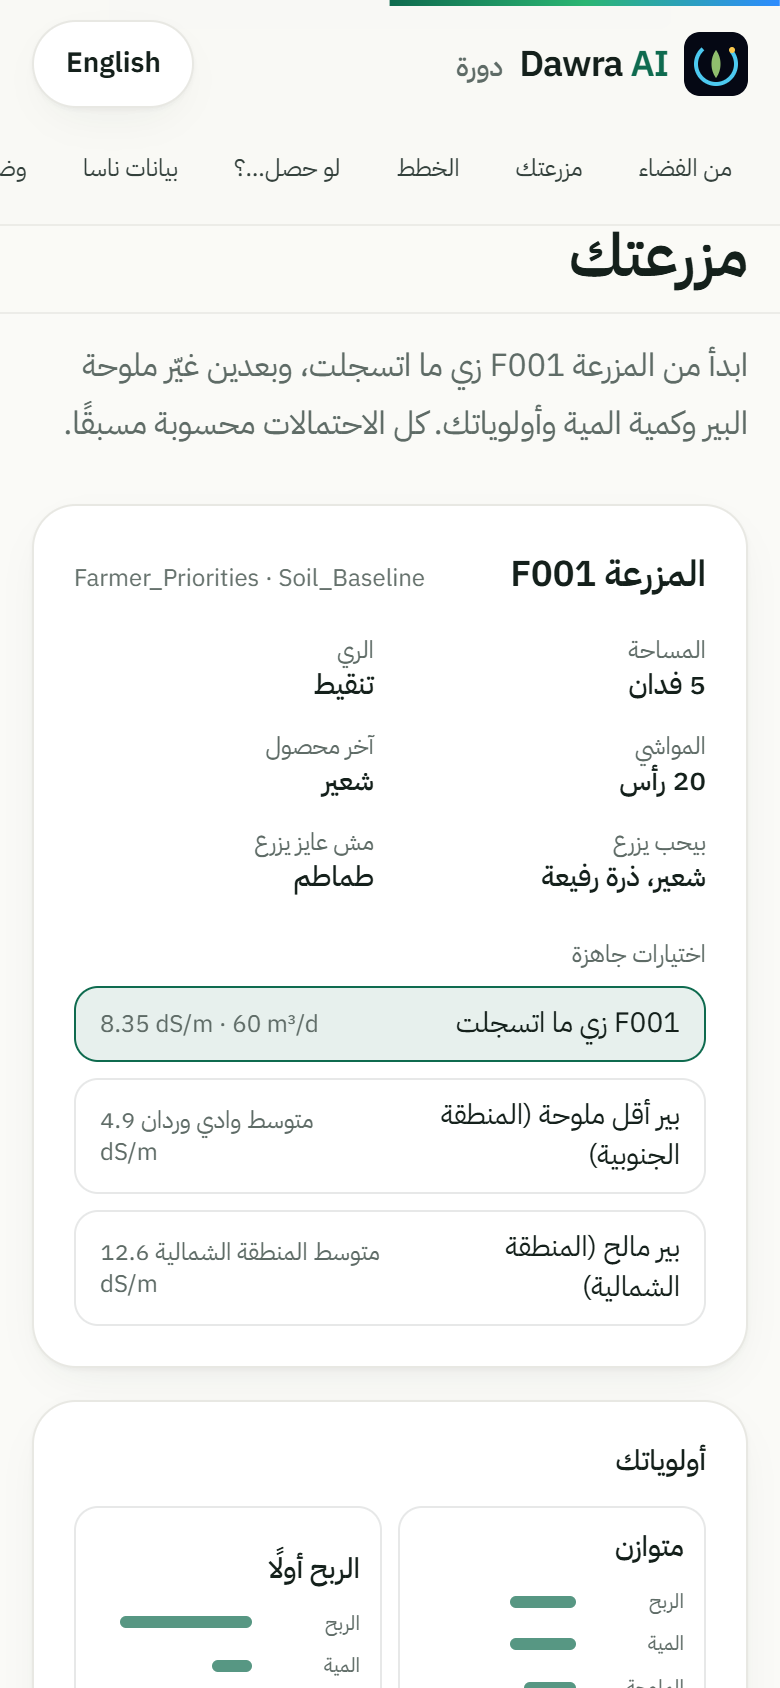 Dawra AI دورة
English
من الفضاء
مزرعتك
الخطط
لو حصل...؟
بيانات ناسا
مزرعتك
ابدأ من المزرعة F001 زي ما اتسجلت، وبعدين غيّر ملوحة
البير وكمية المية وأولوياتك. كل الاحتمالات محسوبة مسبقًا.
المزرعة F001
Farmer_Priorities · Soil_Baseline
المساحة
5 فدان
الري
تنقيط
المواشي
20 رأس
آخر محصول
شعير
بيحب يزرع
شعير، ذرة رفيعة
مش عايز يزرع
طماطم
اختيارات جاهزة
F001 زي ما اتسجلت
8.35 dS/m · 60 m³/d
بير أقل ملوحة (المنطقة
الجنوبية)
متوسط وادي وردان 4.9
dS/m
بير مالح (المنطقة
الشمالية)
متوسط المنطقة الشمالية 12.6
dS/m
أولوياتك
متوازن
الربح
المية
الربح أولًا
الربح
المية